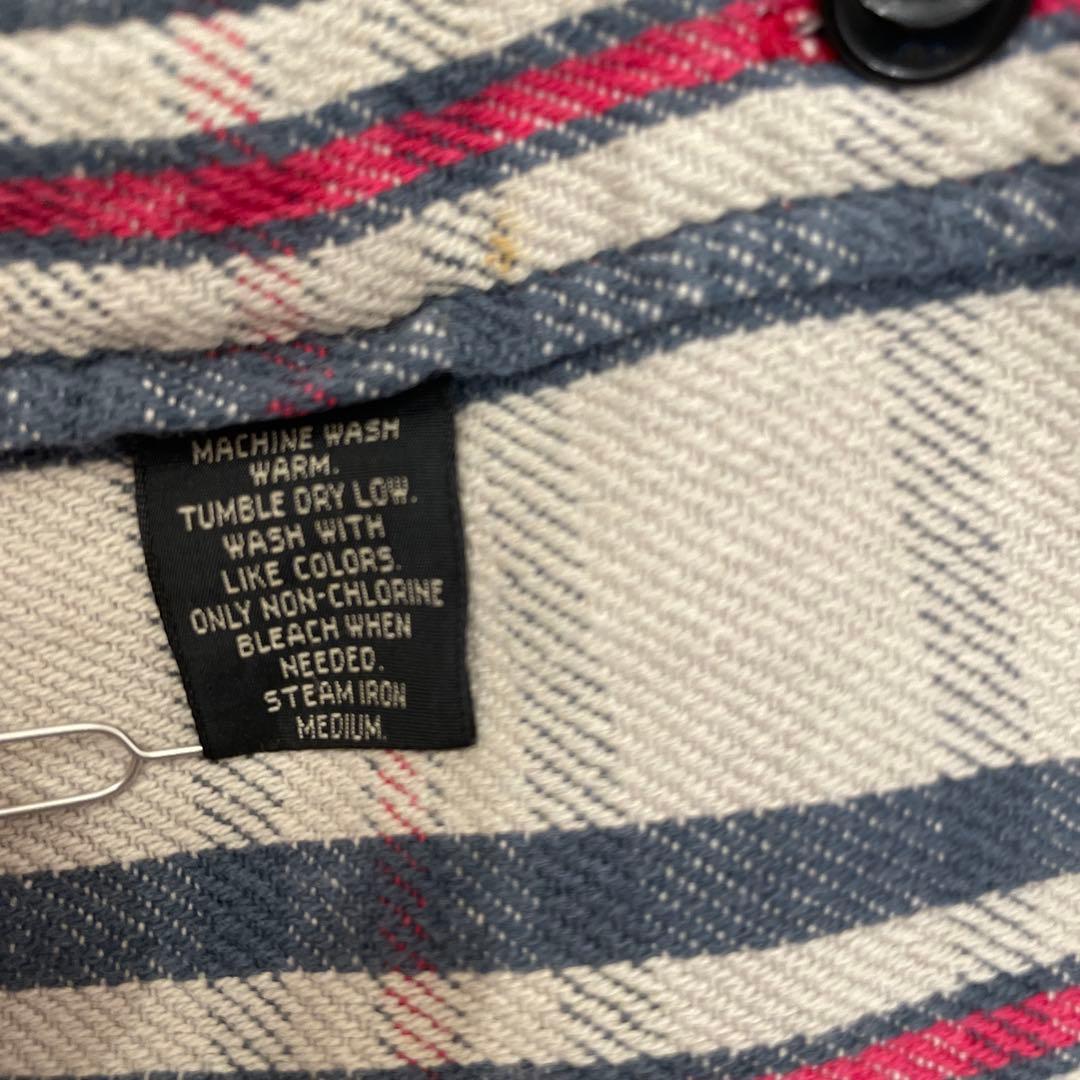 MACHINE WASH
WARM.
TUMBLE DRY LOW.
WASH WITH
LIKE COLORS.
ONLY NON-CHLORINE
BLEACH WHEN
NEEDED.
STEAM IRON
MEDIUM.